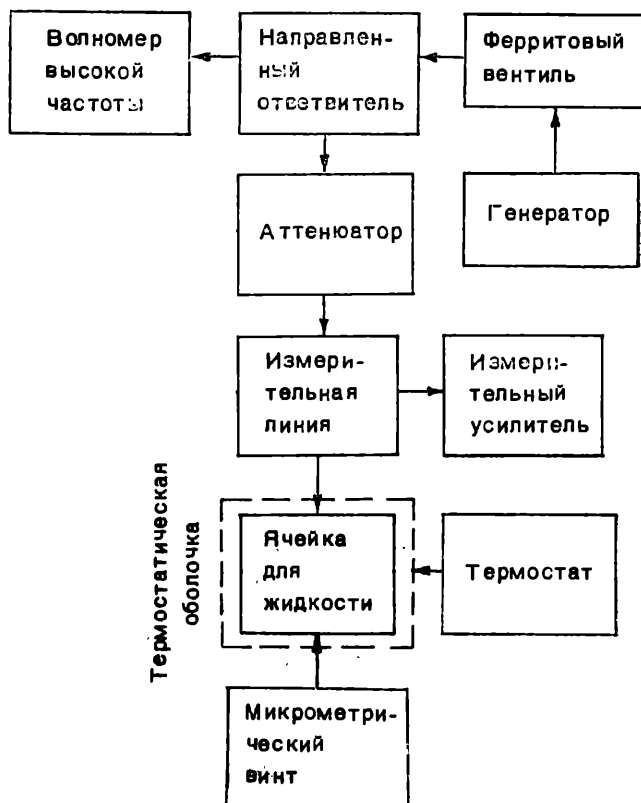 Волномер
высокой
частоты
Направлен-
ный
ответвитель
Ферритовый
вентиль
Генератор
Аттенюатор
Измери-
тельная
линия
Измери-
тельный
усилитель
Термостатическая
оболочка
Ячейка
для
жидкости
Термостат
Микрометри-
ческий
винт